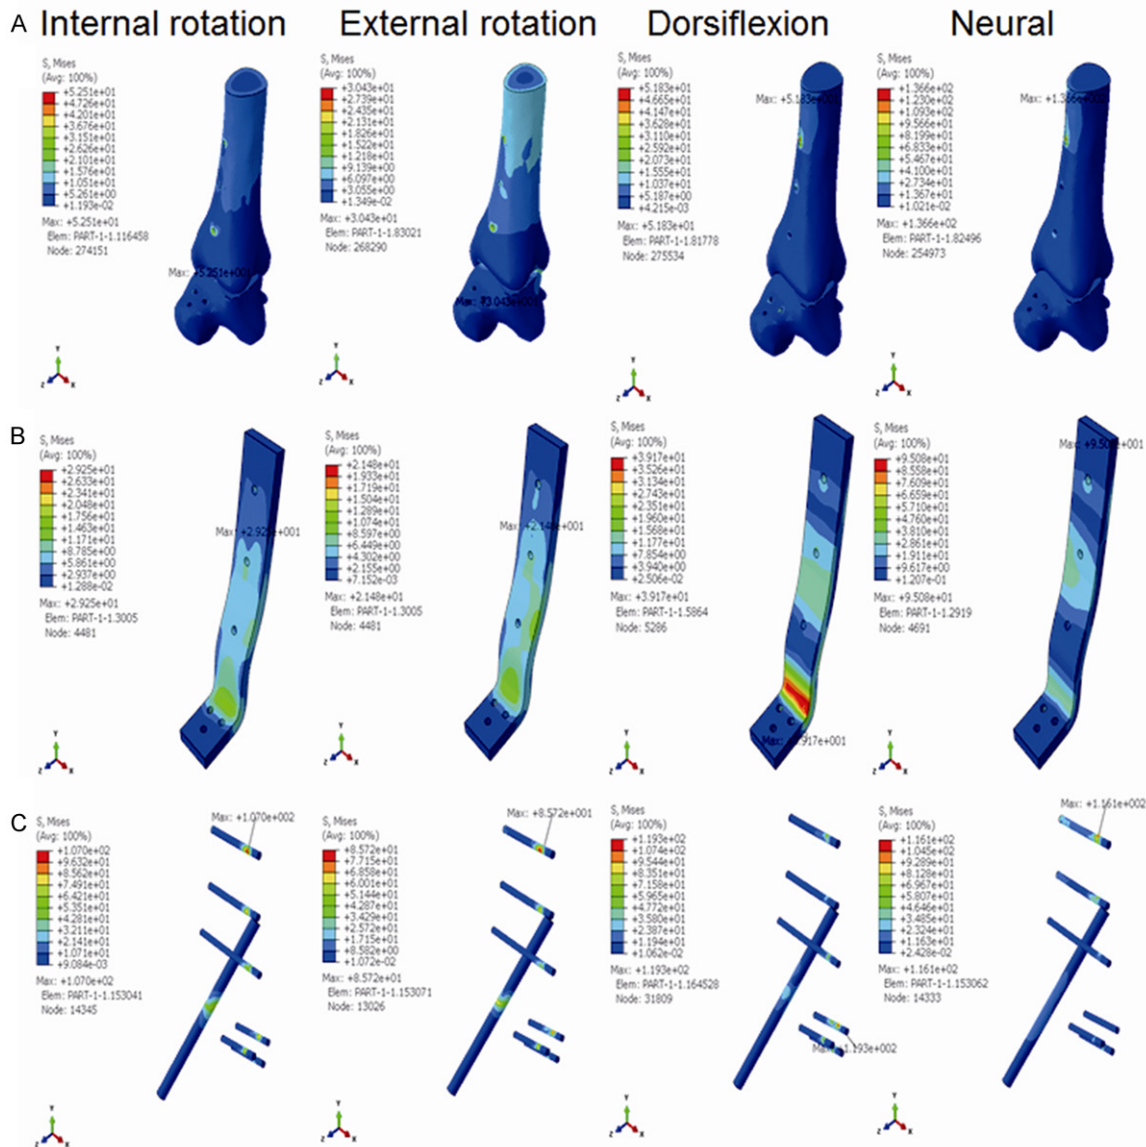 A
Internal rotation
External rotation
Dorsiflexion
Neural
S, Mises
(Avg: 100%)
+5.251e+01
+4.726e+01
+4.201e+01
+3.676e+01
+3.151e+01
+2.626e+01
+2.101e+01
+1.576e+01
+1.051e+01
+5.261e+00
+1.193e-02
Max: +5.251e+01
Elem: PART-1-1.116458
Node: 274151
Max: +5.251e+001
S, Mises
(Avg: 100%)
+3.043e+01
+2.739e+01
+2.435e+01
+2.131e+01
+1.826e+01
+1.522e+01
+1.218e+01
+9.139e+00
+6.097e+00
+3.055e+00
+1.349e-02
Max: +3.043e+01
Elem: PART-1-1.83021
Node: 268290
Max: +3.043e+001
S, Mises
(Avg: 100%)
+5.183e+01
+4.665e+01
+4.147e+01
+3.628e+01
+3.110e+01
+2.592e+01
+2.073e+01
+1.555e+01
+1.037e+01
+5.187e+00
+4.215e-03
Max: +5.183e+01
Elem: PART-1-1.81778
Node: 275534
Max: +5.183e+001
S, Mises
(Avg: 100%)
+1.366e+02
+1.230e+02
+1.093e+02
+9.566e+01
+8.199e+01
+6.833e+01
+5.467e+01
+4.100e+01
+2.734e+01
+1.367e+01
+1.021e-02
Max: +1.366e+02
Elem: PART-1-1.82496
Node: 254973
Y
Z
X
Y
Z
X
Y
Z
X
Y
Z
X
B
S, Mises
(Avg: 100%)
+2.925e+01
+2.633e+01
+2.341e+01
+2.048e+01
+1.756e+01
+1.463e+01
+1.171e+01
+8.785e+00
+5.861e+00
+2.937e+00
+1.288e-02
Max: +2.925e+01
Elem: PART-1-1.3005
Node: 4481
Max: +2.925e+001
S, Mises
(Avg: 100%)
+2.148e+01
+1.933e+01
+1.719e+01
+1.504e+01
+1.289e+01
+1.074e+01
+8.597e+00
+6.449e+00
+4.302e+00
+2.155e+00
+7.152e-03
Max: +2.148e+01
Elem: PART-1-1.3005
Node: 4481
Max: +2.148e+001
S, Mises
(Avg: 100%)
+3.917e+01
+3.526e+01
+3.134e+01
+2.743e+01
+2.351e+01
+1.960e+01
+1.568e+01
+1.177e+01
+7.854e+00
+3.940e+00
+2.506e-02
Max: +3.917e+01
Elem: PART-1-1.5864
Node: 5286
S, Mises
(Avg: 100%)
+9.508e+01
+8.558e+01
+7.609e+01
+6.659e+01
+5.710e+01
+4.760e+01
+3.810e+01
+2.861e+01
+1.911e+01
+9.617e+00
+1.207e-01
Max: +9.508e+01
Elem: PART-1-1.2919
Node: 4691
Max: +9.508e+001
Y
Z
X
Y
Z
X
Y
Z
X
Y
Z
X
C
S, Mises
(Avg: 100%)
+1.070e+02
+9.632e+01
+8.562e+01
+7.491e+01
+6.421e+01
+5.351e+01
+4.281e+01
+3.211e+01
+2.141e+01
+1.071e+01
+9.084e-03
Max: +1.070e+02
Elem: PART-1-1.153041
Node: 14345
Max: +1.070e+002
S, Mises
(Avg: 100%)
+8.572e+01
+7.715e+01
+6.858e+01
+6.001e+01
+5.144e+01
+4.287e+01
+3.429e+01
+2.572e+01
+1.715e+01
+8.582e+00
+1.072e-02
Max: +8.572e+01
Elem: PART-1-1.153071
Node: 13026
Max: +8.572e+001
S, Mises
(Avg: 100%)
+1.193e+02
+1.074e+02
+9.544e+01
+8.351e+01
+7.158e+01
+5.965e+01
+4.772e+01
+3.580e+01
+2.387e+01
+1.194e+01
+1.062e-02
Max: +1.193e+02
Elem: PART-1-1.164528
Node: 31809
S, Mises
(Avg: 100%)
+1.161e+02
+1.045e+02
+9.289e+01
+8.128e+01
+6.967e+01
+5.807e+01
+4.646e+01
+3.485e+01
+2.324e+01
+1.163e+01
+2.428e-02
Max: +1.161e+02
Elem: PART-1-1.153062
Node: 14333
Max: +1.161e+002
Y
Z
X
Y
Z
X
Y
Z
X
Y
Z
X